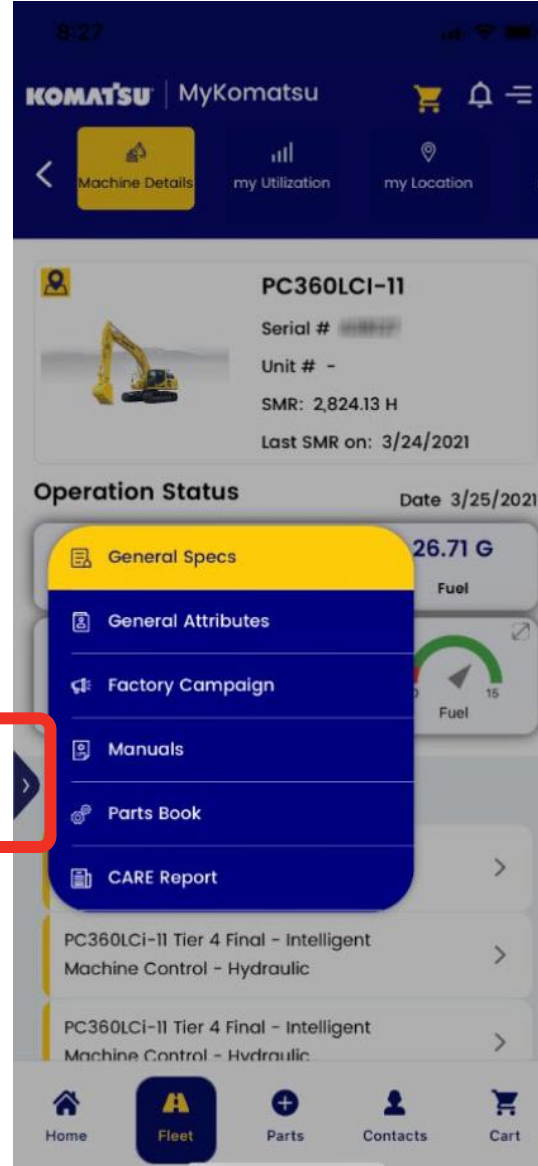 8:27
KOMATSU | MyKomatsu
Machine Details
my Utilization
my Location
PC360LCI-11
Serial #
Unit # -
SMR: 2,824.13 H
Last SMR on: 3/24/2021
Operation Status
Date 3/25/2021
26.71 G
Fuel
General Specs
General Attributes
Factory Campaign
Manuals
Parts Book
CARE Report
0
15
Fuel
PC360LCi-11 Tier 4 Final - Intelligent
Machine Control - Hydraulic
PC360LCi-11 Tier 4 Final - Intelligent
Machine Control - Hydraulic
Home
Fleet
Parts
Contacts
Cart